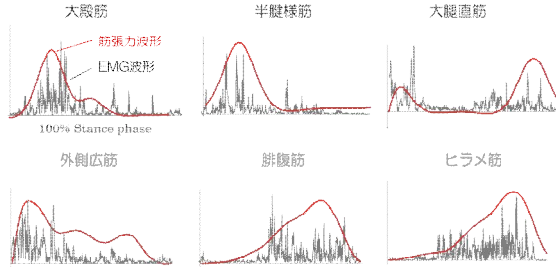 大殿筋
半腱様筋
大腿直筋
筋張力波形
EMG波形
100% Stance phase
外側広筋
腓腹筋
ヒラメ筋